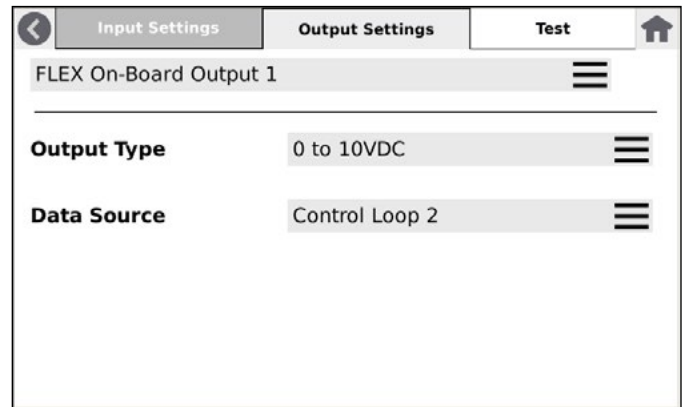 Input Settings Output Settings Test
FLEX On-Board Output 1
Output Type 0 to 10VDC
Data Source Control Loop 2